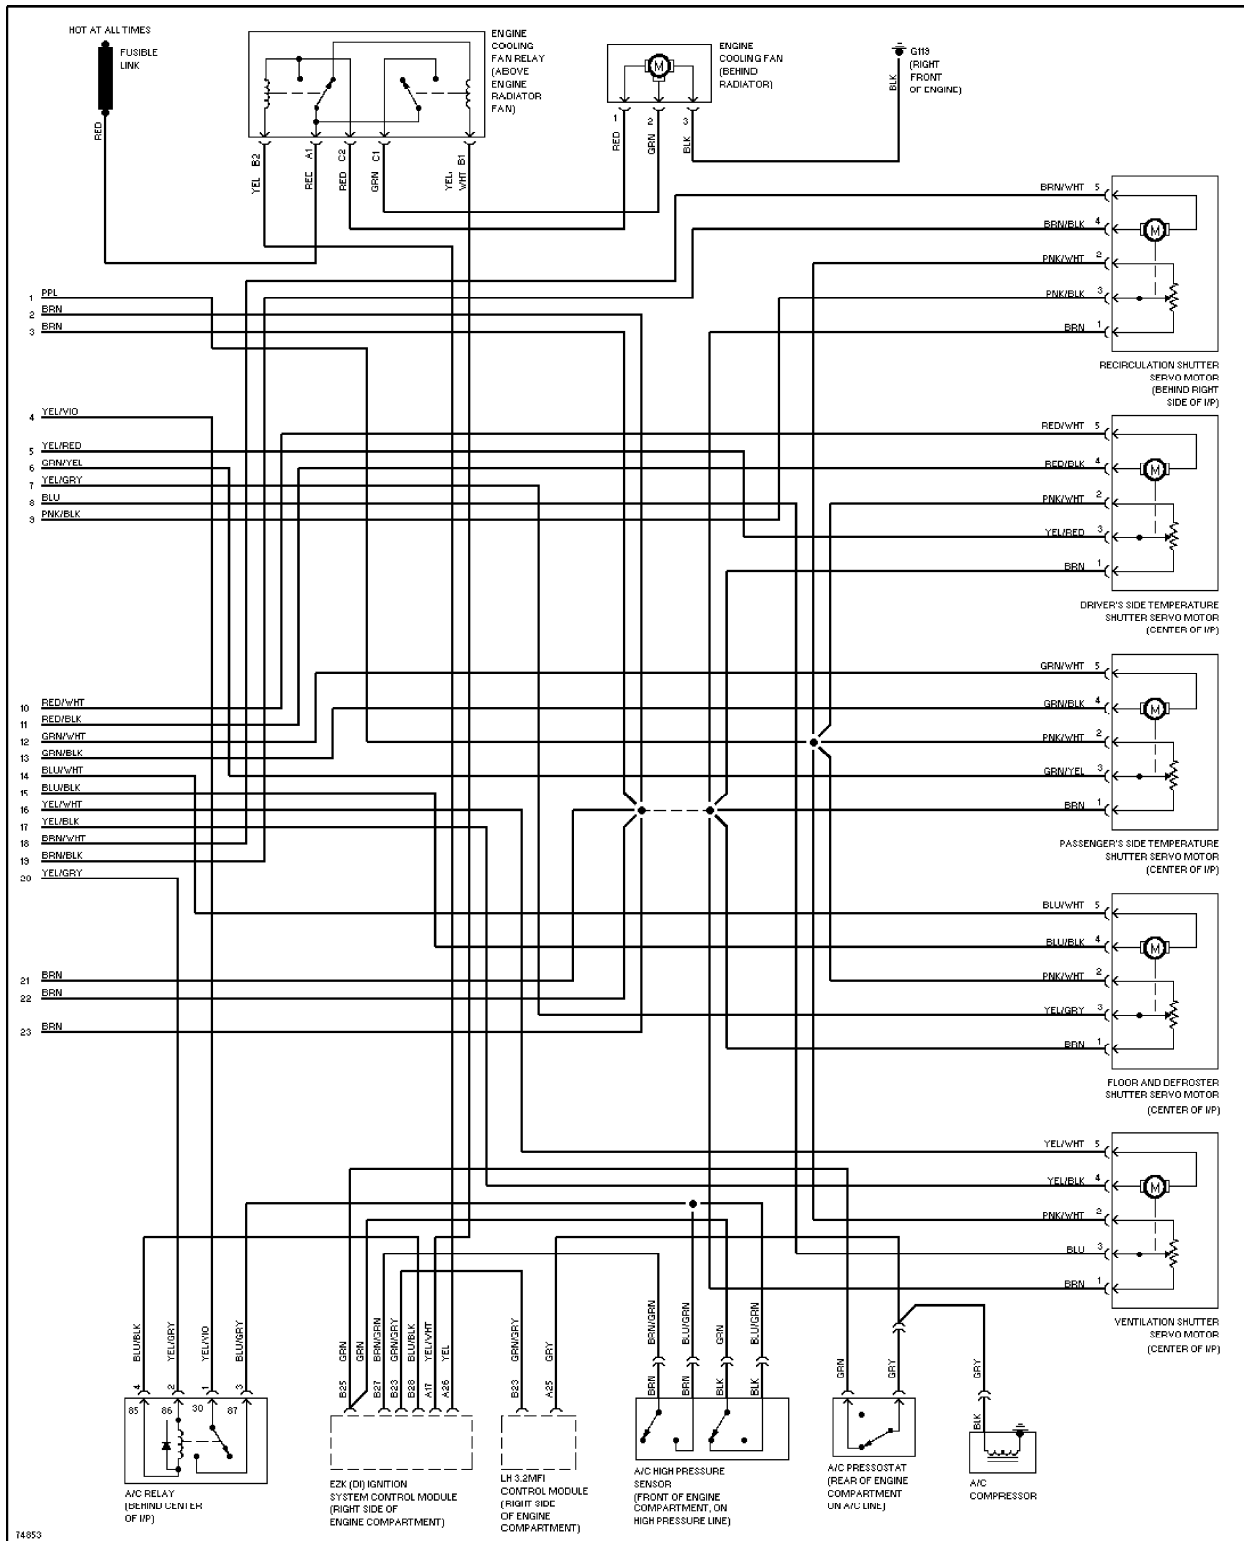 HOT AT ALL TIMES
FUSIBLE
LINK
RED
ENGINE
COOLING
FAN RELAY
(ABOVE
ENGINE
RADIATOR
FAN)
YEL B2
RED A1
RED C2
GRN C1
YEL/WHT B1
ENGINE
COOLING FAN
(BEHIND
RADIATOR)
M
1 2 3
RED
GRN
BLK
BLK
G119
(RIGHT
FRONT
OF ENGINE)
1 PPL
2 BRN
3 BRN
4 YEL/VIO
5 YEL/RED
6 GRN/YEL
7 YEL/GRY
8 BLU
9 PNK/BLK
10 RED/WHT
11 RED/BLK
12 GRN/WHT
13 GRN/BLK
14 BLU/WHT
15 BLU/BLK
16 YEL/WHT
17 YEL/BLK
18 BRN/WHT
19 BRN/BLK
20 YEL/GRY
21 BRN
22 BRN
23 BRN
BRN/WHT 5
BRN/BLK 4
M
PNK/WHT 2
PNK/BLK 3
BRN 1
RECIRCULATION SHUTTER
SERVO MOTOR
(BEHIND RIGHT
SIDE OF I/P)
RED/WHT 5
RED/BLK 4
M
PNK/WHT 2
YEL/RED 3
BRN 1
DRIVER'S SIDE TEMPERATURE
SHUTTER SERVO MOTOR
(CENTER OF I/P)
GRN/WHT 5
GRN/BLK 4
M
PNK/WHT 2
GRN/YEL 3
BRN 1
PASSENGER'S SIDE TEMPERATURE
SHUTTER SERVO MOTOR
(CENTER OF I/P)
BLU/WHT 5
BLU/BLK 4
M
PNK/WHT 2
YEL/GRY 3
BRN 1
FLOOR AND DEFROSTER
SHUTTER SERVO MOTOR
(CENTER OF I/P)
YEL/WHT 5
YEL/BLK 4
M
PNK/WHT 2
BLU 3
BRN 1
VENTILATION SHUTTER
SERVO MOTOR
(CENTER OF I/P)
BLU/BLK 4
YEL/GRY 2
YEL/VIO 1
BLU/GRY 3
85 86 30 87
A/C RELAY
(BEHIND CENTER
OF I/P)
GRN B25
GRN
BRN/GRN B27
GRN/GRY B23
BLU/BLK B28
YEL/WHT A17
YEL A26
EZK (DI) IGNITION
SYSTEM CONTROL MODULE
(RIGHT SIDE OF
ENGINE COMPARTMENT)
GRN/GRY B23
GRY A25
LH 3.2MFI
CONTROL MODULE
(RIGHT SIDE
OF ENGINE
COMPARTMENT)
BRN/GRN
BLU/GRN
GRN
BLU/GRY
BRN
BRN
BLK
BLK
A/C HIGH PRESSURE
SENSOR
(FRONT OF ENGINE
COMPARTMENT, ON
HIGH PRESSURE LINE)
GRN
GRY
A/C PRESSOSTAT
(REAR OF ENGINE
COMPARTMENT
ON A/C LINE)
GRY
BLK
A/C
COMPRESSOR
74853